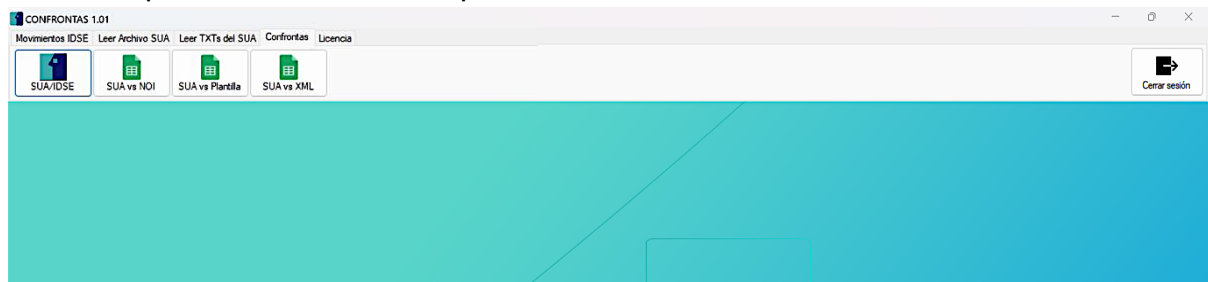 CONFRONTAS 1.01
Movimientos IDSE Leer Archivo SUA Leer TXTs del SUA Confrontas Licencia
SUA/IDSE SUA vs NOI SUA vs Plantilla SUA vs XML Cerrar sesión